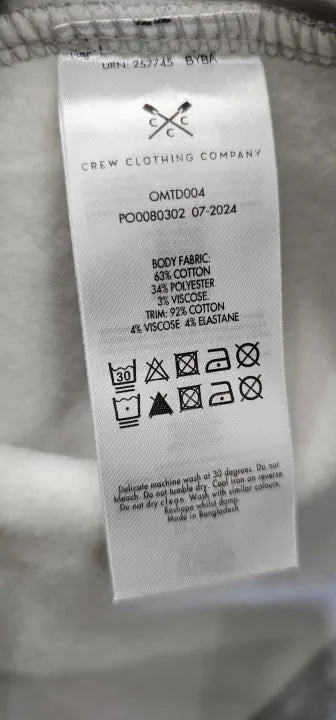 URN: 257745 BYBA
C C
C
CREW CLOTHING COMPANY
OMTD004
PO0080302 07-2024
BODY FABRIC:
63% COTTON
34% POLYESTER
3% VISCOSE.
TRIM: 92% COTTON
4% VISCOSE 4% ELASTANE
30
Delicate machine wash at 30 degrees. Do not
bleach. Do not tumble dry. Cool iron on reverse.
Do not dry clean. Wash with similar colours.
Reshape whilst damp.
Made in Bangladesh